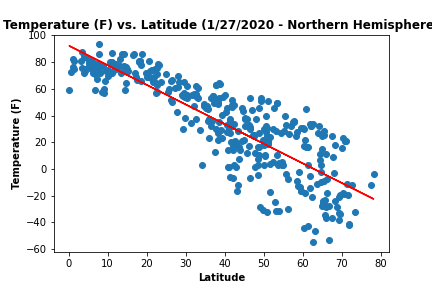 Temperature (F) vs. Latitude (1/27/2020 - Northern Hemisphere
100
80
60
40
20
0
−20
−40
−60
Temperature (F)
0 10 20 30 40 50 60 70 80
Latitude